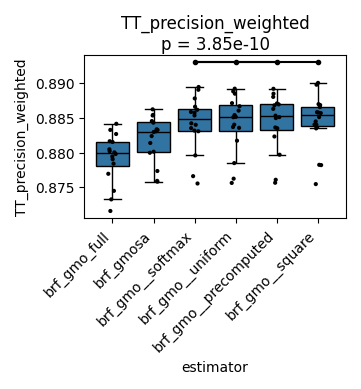 TT_precision_weighted
p = 3.85e-10
TT_precision_weighted
0.890
0.885
0.880
0.875
brf_gmo_full
brf_gmosa
brf_gmo__softmax
brf_gmo__uniform
brf_gmo__precomputed
brf_gmo__square
estimator